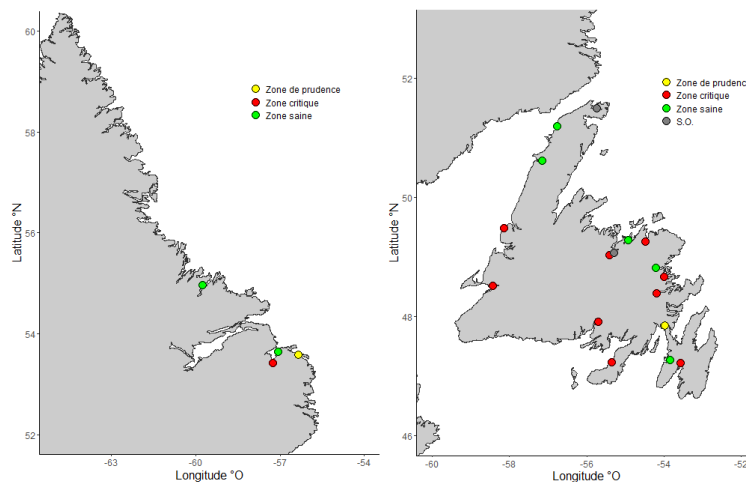 60
58
56
54
52
Latitude °N
-63
-60
-57
-54
Longitude °O
Zone de prudence
Zone critique
Zone saine
52
50
48
46
Latitude °N
-60
-58
-56
-54
-52
Longitude °O
Zone de prudence
Zone critique
Zone saine
S.O.